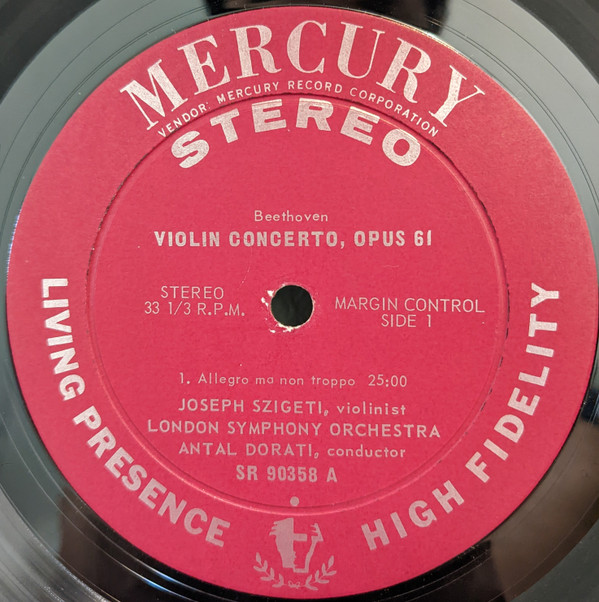 MERCURY
VENDOR: MERCURY RECORD CORPORATION
STEREO
Beethoven
VIOLIN CONCERTO, OPUS 61
STEREO
33 1/3 R.P.M.
MARGIN CONTROL
SIDE 1
1. Allegro ma non troppo 25:00
JOSEPH SZIGETI, violinist
LONDON SYMPHONY ORCHESTRA
ANTAL DORATI, conductor
SR 90358 A
LIVING PRESENCE
HIGH FIDELITY